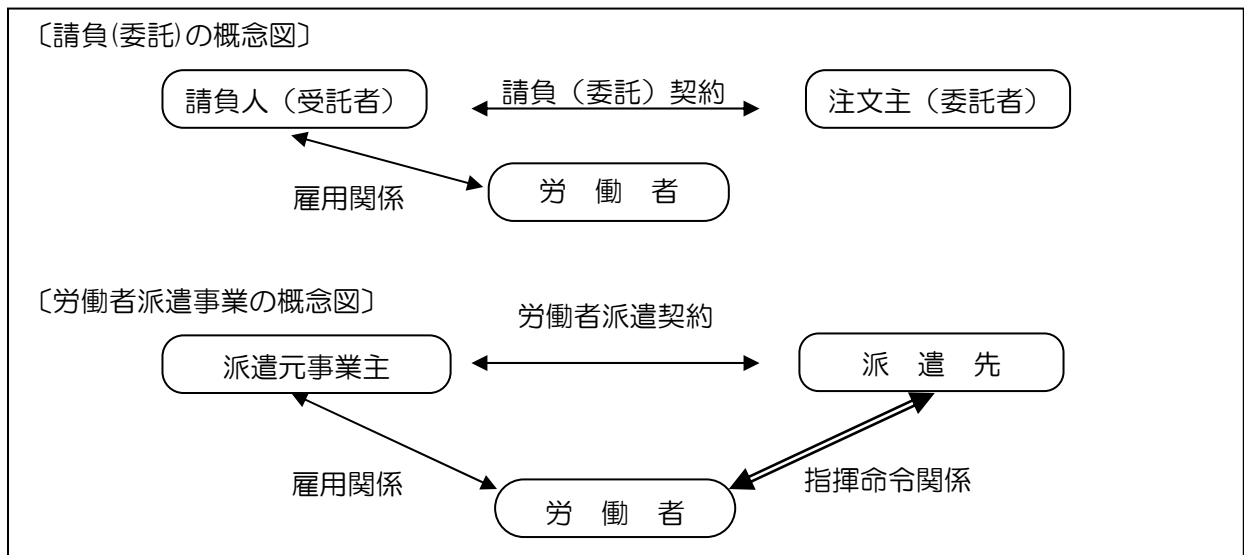 〔請負(委託)の概念図〕
請負人（受託者）
請負（委託）契約
注文主（委託者）
雇用関係
労　働　者
〔労働者派遣事業の概念図〕
労働者派遣契約
派遣元事業主
派　遣　先
雇用関係
指揮命令関係
労　働　者